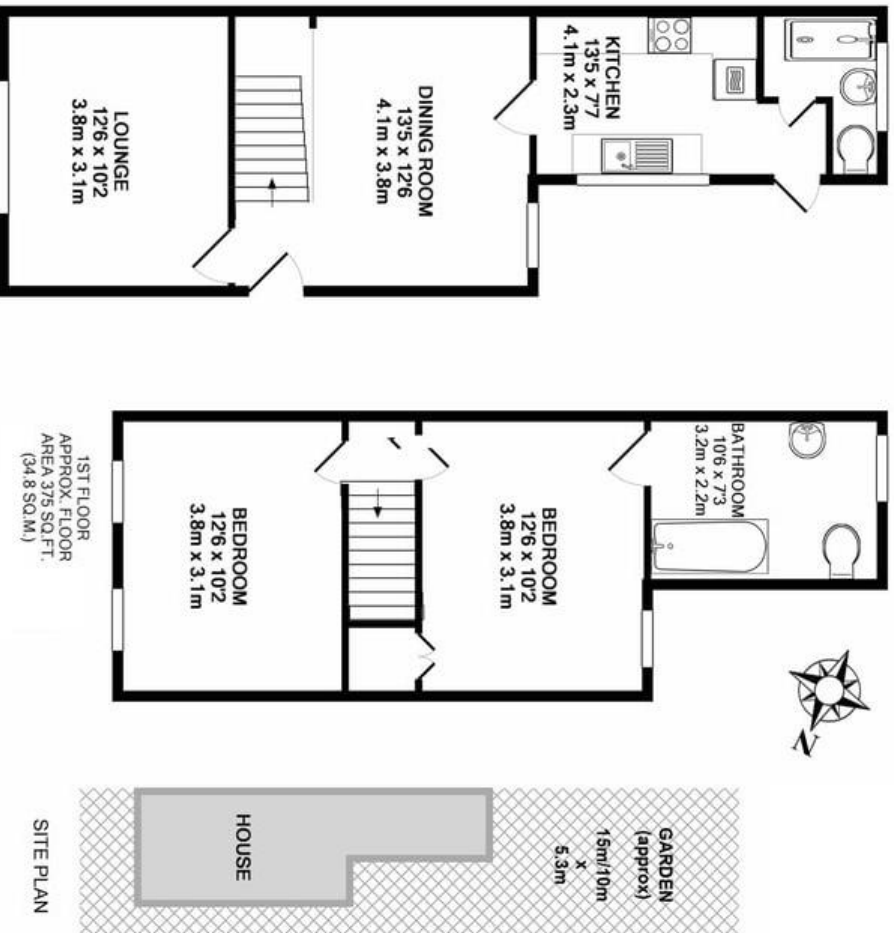 KITCHEN
13'5 x 7'7
4.1m x 2.3m
DINING ROOM
13'5 x 12'6
4.1m x 3.8m
LOUNGE
12'6 x 10'2
3.8m x 3.1m
BATHROOM
10'6 x 7'3
3.2m x 2.2m
BEDROOM
12'6 x 10'2
3.8m x 3.1m
BEDROOM
12'6 x 10'2
3.8m x 3.1m
1ST FLOOR
APPROX. FLOOR
AREA 375 SQ.FT.
(34.8 SQ.M.)
N
GARDEN
(approx)
15m/10m
x
5.3m
HOUSE
SITE PLAN